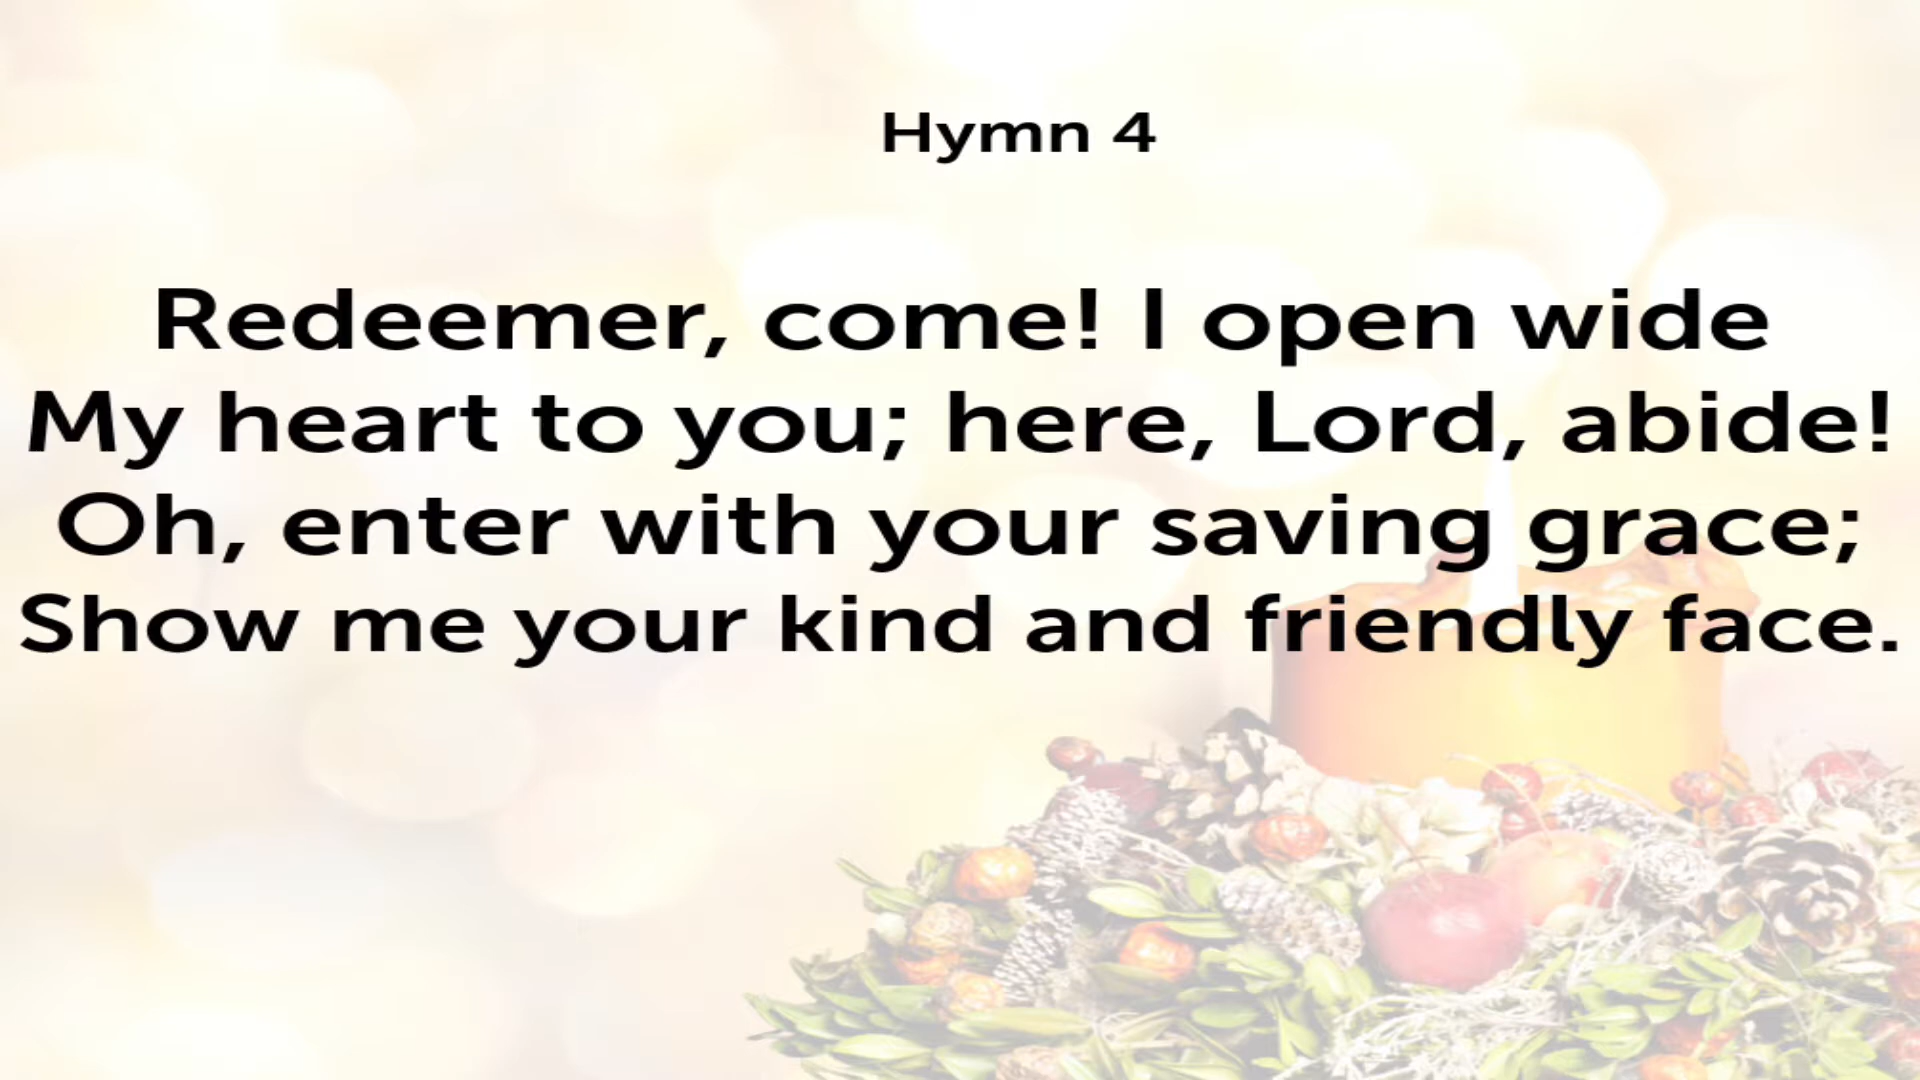 Hymn 4
Redeemer, come! I open wide
My heart to you; here, Lord, abide!
Oh, enter with your saving grace;
Show me your kind and friendly face.